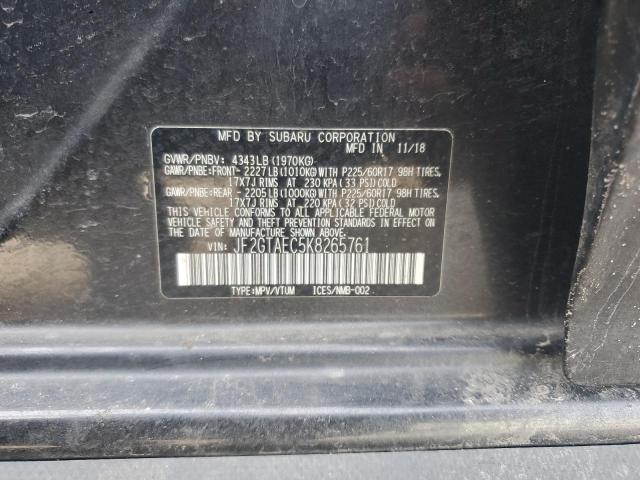 MFD BY SUBARU CORPORATION
MFD IN 11/18
GVWR/PNBV: 4343LB(1970KG)
GAWR/PNBE:FRONT- 2227LB(1010KG)WITH P225/60R17 98H TIRES,
17X7J RIMS AT 230 KPA(33 PSI)COLD
GAWR/PNBE:REAR - 2205LB(1000KG)WITH P225/60R17 98H TIRES,
17X7J RIMS AT 220 KPA(32 PSI)COLD
THIS VEHICLE CONFORMS TO ALL APPLICABLE FEDERAL MOTOR
VEHICLE SAFETY AND BUMPER STANDARDS IN EFFECT ON
THE DATE OF MANUFACTURE SHOWN ABOVE.
VIN: JF2GTAEC5K8265761
TYPE:MPV/VTUM ICES/NMB-002